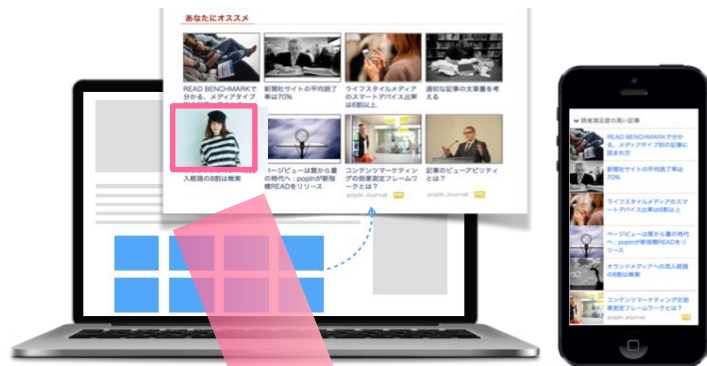 あなたにオススメ
READ BENCHMARKで
分かる、メディアタイプ
新聞社サイトの平均読了
率は70%
ライフスタイルメディア
のスマートデバイス比率
は6割以上
適切な記事の文章量を考
える
入経路の8割は検索
ページビューは質から量
の時代へ：popinが新指
標READをリリース
コンテンツマーケティン
グの効果測定フレームワ
ークとは？
popIn Journal
記事のビューアビリティ
とは？
popIn Journal
読者満足度の高い記事
READ BENCHMARKで分か
る、メディアタイプ別の記事に
読まれ方
新聞社サイトの平均読了率は
70%
ライフスタイルメディアのスマ
ートデバイス比率は6割以上
ページビューは質から量の時代
へ：popinが新指標READをリ
リース
オウンドメディアへの流入経路
の8割は検索
コンテンツマーケティングの効
果測定フレームワークとは？
popIn Journal